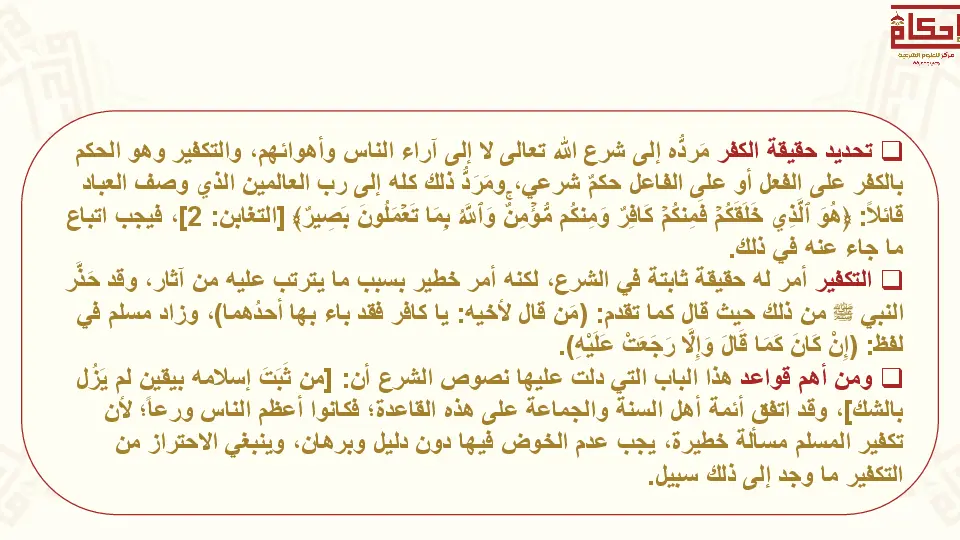 إحكام
مركز للعلوم الشرعية
❑ تحديد حقيقة الكفر مَردُّه إلى شرع الله تعالى لا إلى آراء الناس وأهوائهم، والتكفير وهو الحكم
بالكفر على الفعل أو على الفاعل حكمٌ شرعي، ومَرَدُّ ذلك كله إلى رب العالمين الذي وصف العباد
قائلاً: ﴿هُوَ ٱلَّذِي خَلَقَكُمۡ فَمِنكُمۡ كَافِرٞ وَمِنكُم مُّؤۡمِنٞۚ وَٱللَّهُ بِمَا تَعۡمَلُونَ بَصِيرٌ﴾ [التغابن: 2]، فيجب اتباع
ما جاء عنه في ذلك.
❑ التكفير أمر له حقيقة ثابتة في الشرع، لكنه أمر خطير بسبب ما يترتب عليه من آثار، وقد حَذَّر
النبي ﷺ من ذلك حيث قال كما تقدم: (مَن قال لأخيه: يا كافر فقد باء بها أحدُهما)، وزاد مسلم في
لفظ: (إِنْ كَانَ كَمَا قَالَ وَإِلَّا رَجَعَتْ عَلَيْهِ).
❑ ومن أهم قواعد هذا الباب التي دلت عليها نصوص الشرع أن: [من ثَبَتَ إسلامه بيقين لم يَزُل
بالشك]، وقد اتفق أئمة أهل السنة والجماعة على هذه القاعدة؛ فكانوا أعظم الناس ورعاً؛ لأن
تكفير المسلم مسألة خطيرة، يجب عدم الخوض فيها دون دليل وبرهان، وينبغي الاحتراز من
التكفير ما وجد إلى ذلك سبيل.